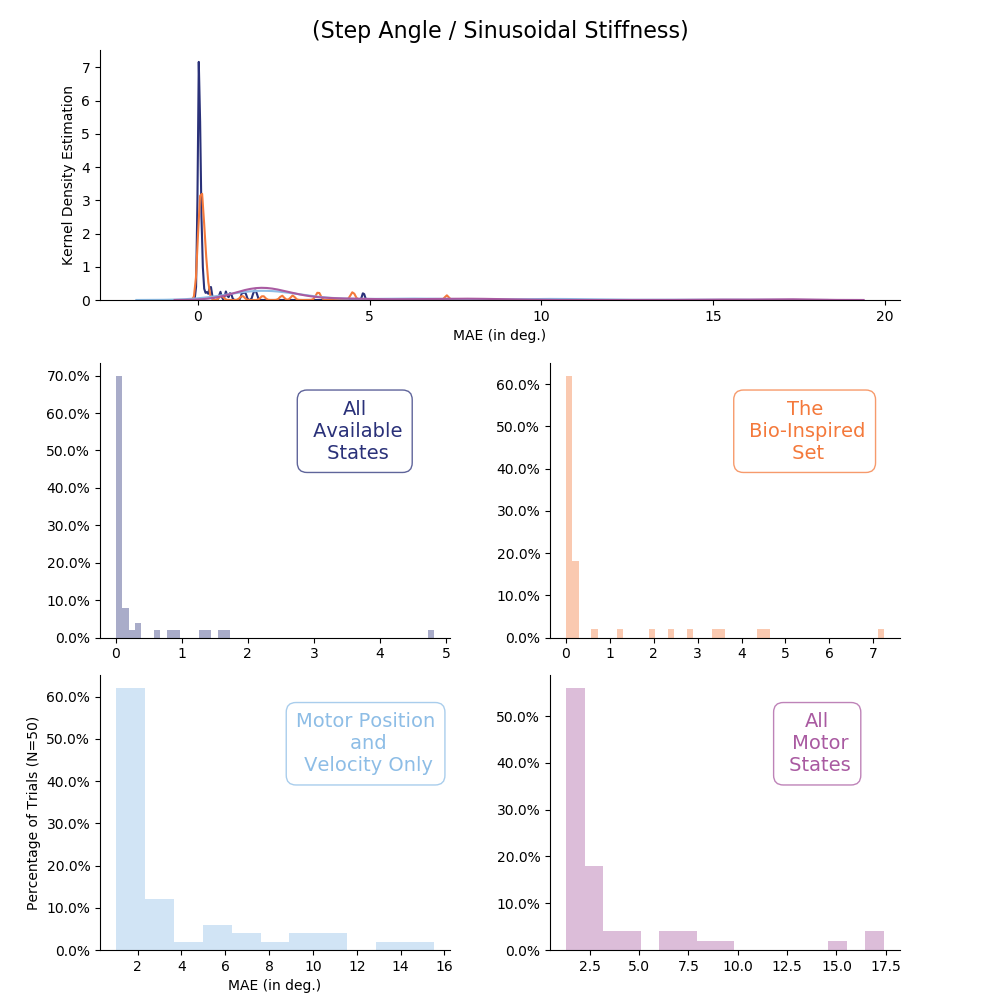 (Step Angle / Sinusoidal Stiffness)
Kernel Density Estimation
7
6
5
4
3
2
1
0
0 5 10 15 20
MAE (in deg.)
70.0%
60.0%
50.0%
40.0%
30.0%
20.0%
10.0%
0.0%
All
Available
States
0 1 2 3 4 5
60.0%
50.0%
40.0%
30.0%
20.0%
10.0%
0.0%
The
Bio-Inspired
Set
0 1 2 3 4 5 6 7
Percentage of Trials (N=50)
60.0%
50.0%
40.0%
30.0%
20.0%
10.0%
0.0%
Motor Position
and
Velocity Only
2 4 6 8 10 12 14 16
MAE (in deg.)
50.0%
40.0%
30.0%
20.0%
10.0%
0.0%
All
Motor
States
2.5 5.0 7.5 10.0 12.5 15.0 17.5